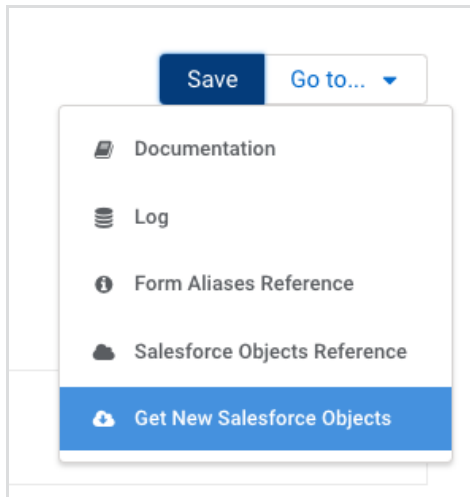 Save Go to...
Documentation
Log
Form Aliases Reference
Salesforce Objects Reference
Get New Salesforce Objects